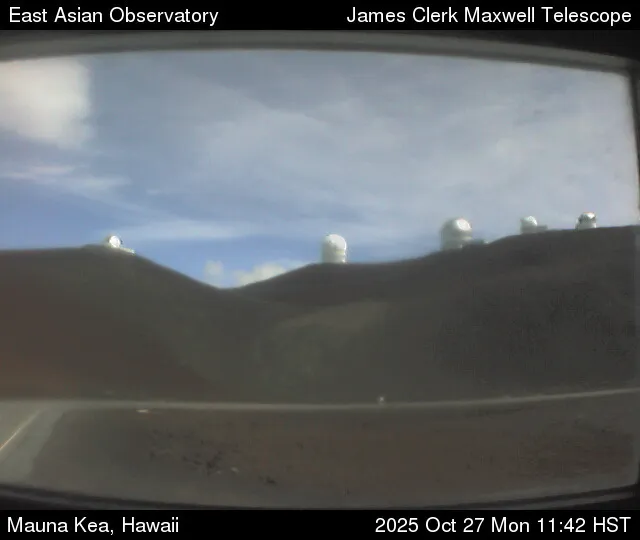 East Asian Observatory
James Clerk Maxwell Telescope
Mauna Kea, Hawaii
2025 Oct 27 Mon 11:42 HST